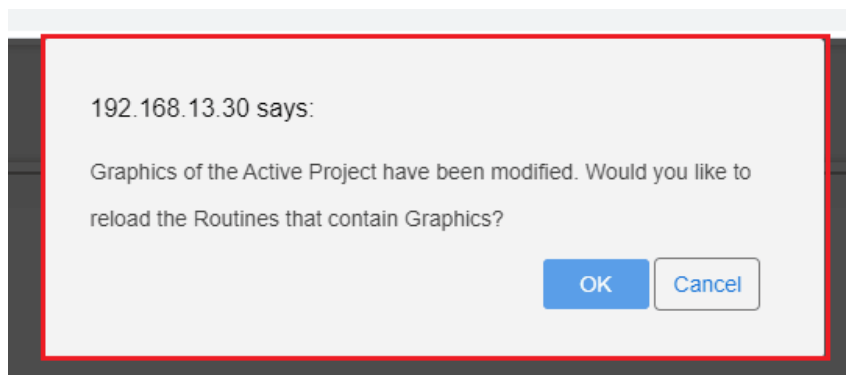 192.168.13.30 says:
Graphics of the Active Project have been modified. Would you like to
reload the Routines that contain Graphics?
OK
Cancel